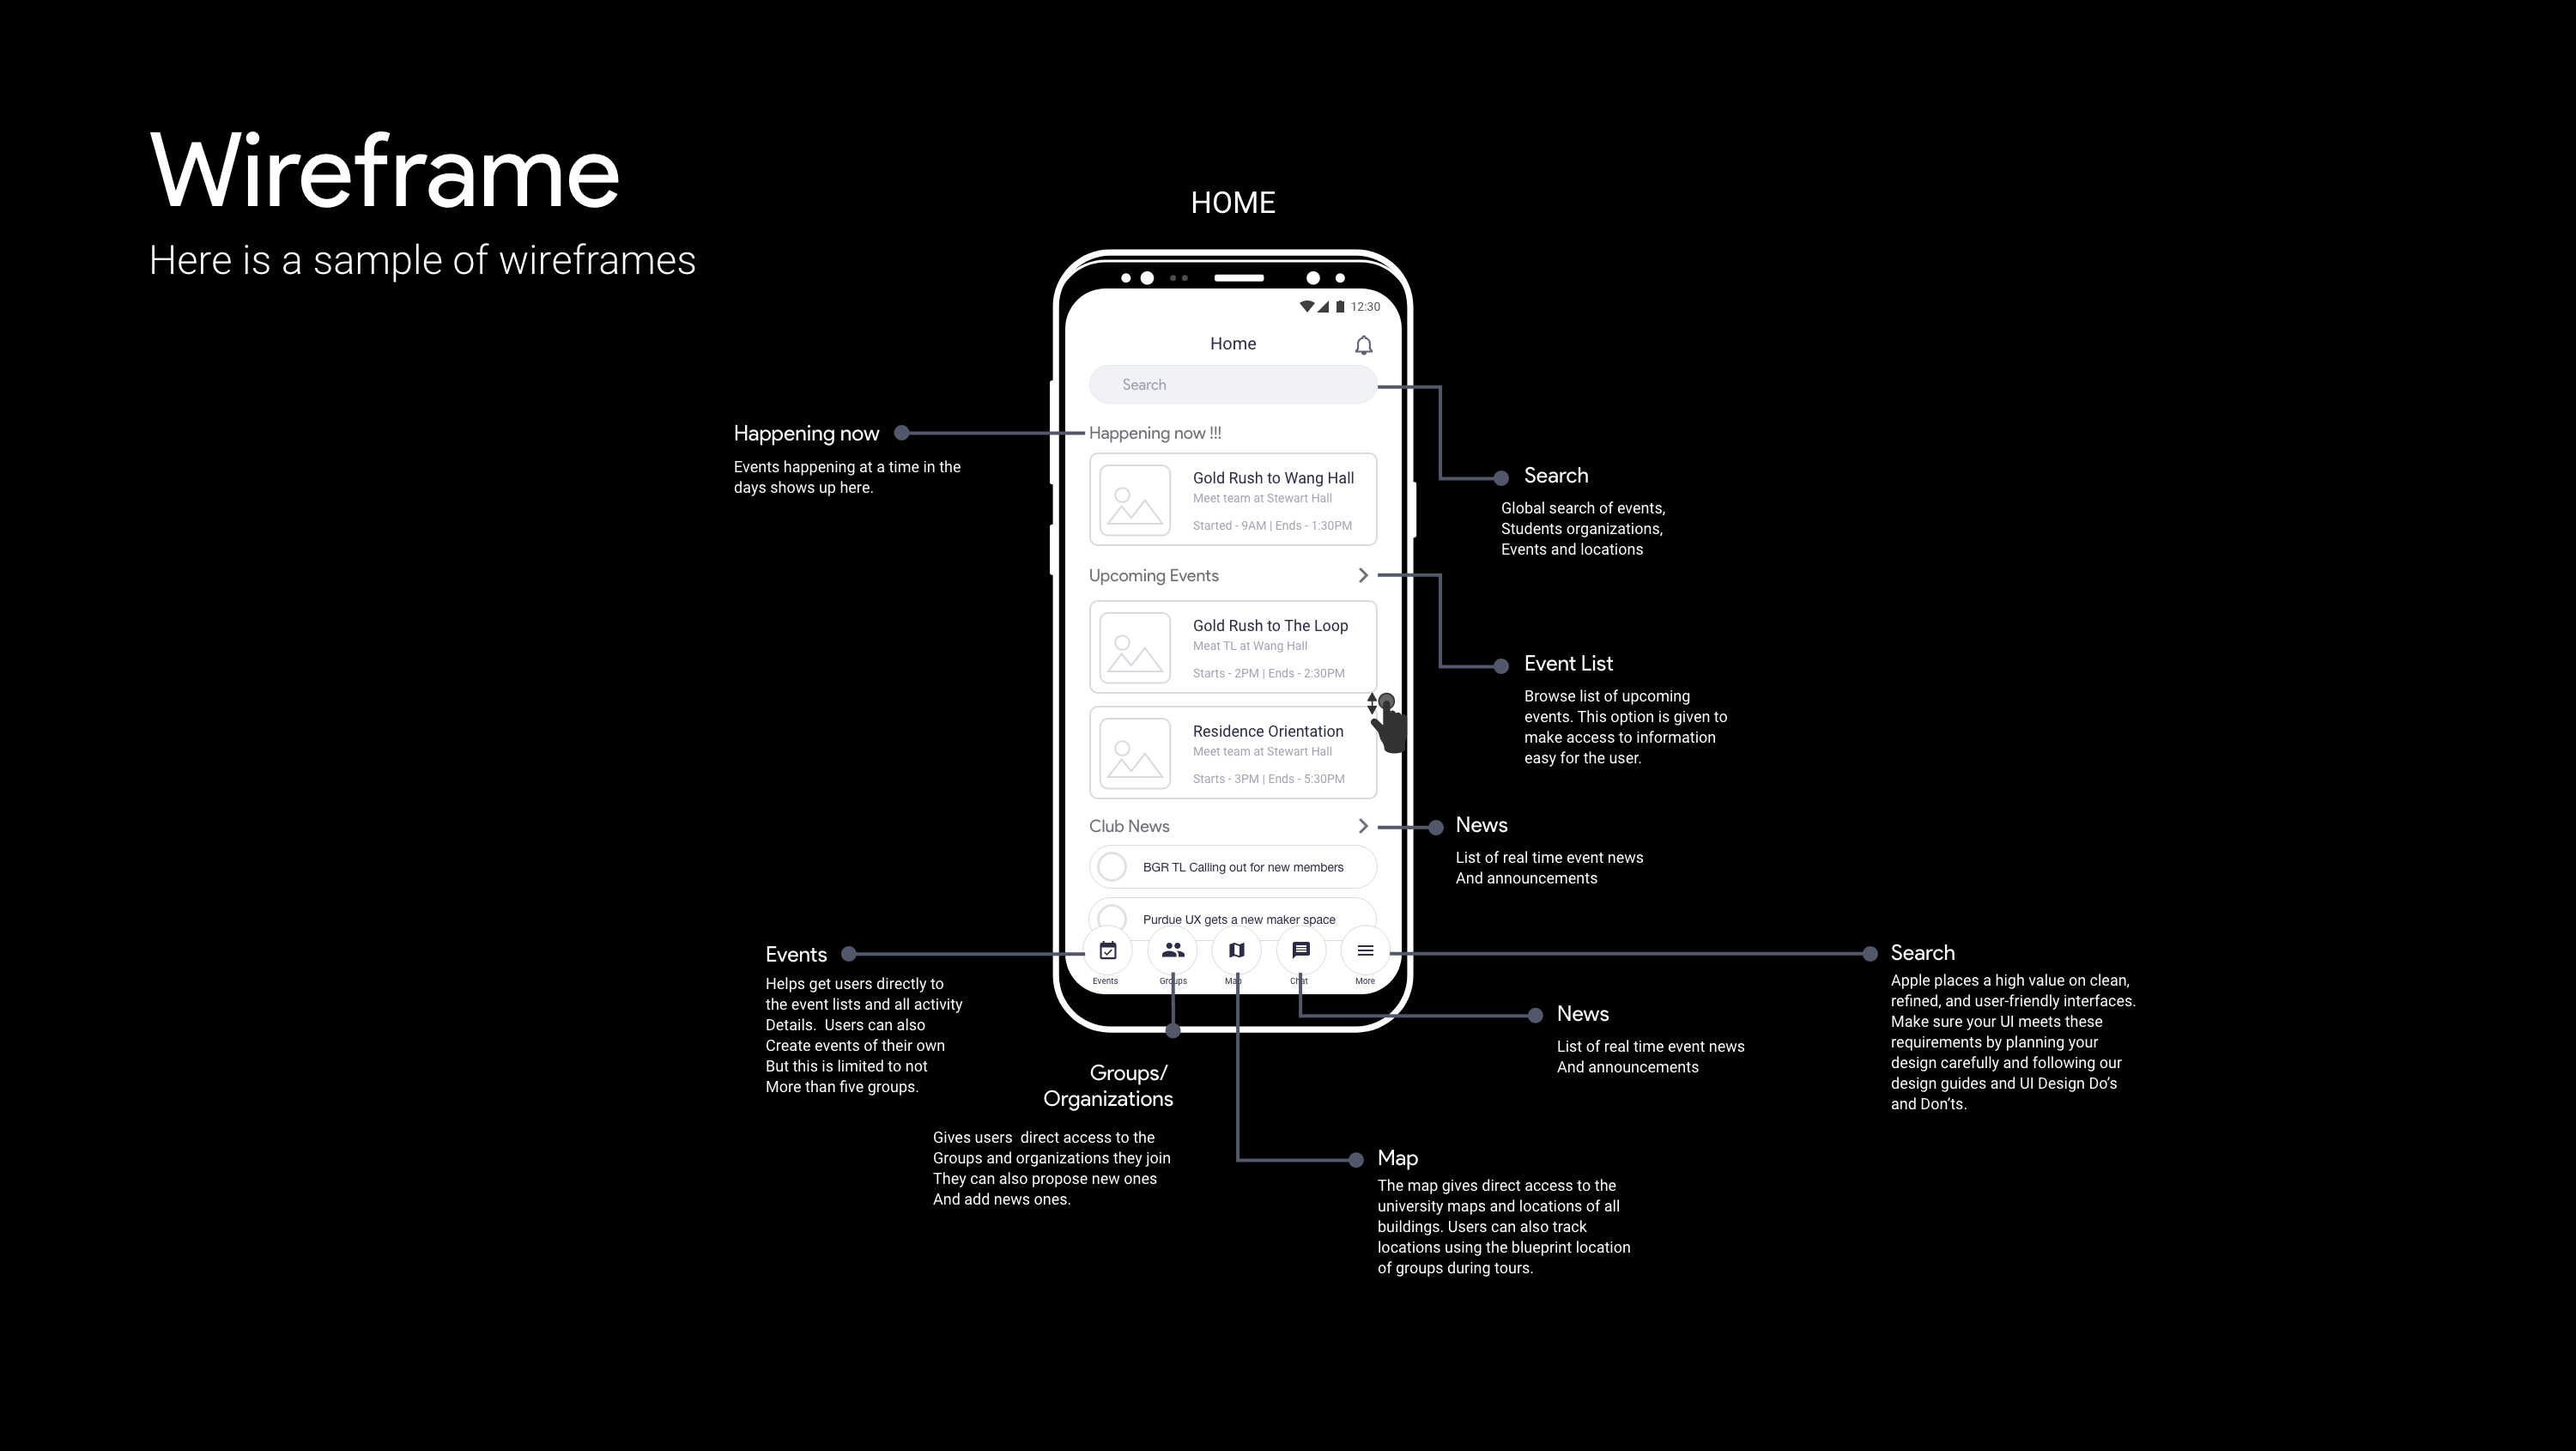 Wireframe
Here is a sample of wireframes
HOME
12:30
Home
Search
Happening now !!!
Gold Rush to Wang Hall
Meet team at Stewart Hall
Started - 9AM | Ends - 1:30PM
Upcoming Events
Gold Rush to The Loop
Meat TL at Wang Hall
Starts - 2PM | Ends - 2:30PM
Residence Orientation
Meet team at Stewart Hall
Starts - 3PM | Ends - 5:30PM
Club News
BGR TL Calling out for new members
Purdue UX gets a new maker space
Events
Groups
Map
Chat
More
Happening now
Events happening at a time in the
days shows up here.
Search
Global search of events,
Students organizations,
Events and locations
Event List
Browse list of upcoming
events. This option is given to
make access to information
easy for the user.
News
List of real time event news
And announcements
Events
Helps get users directly to
the event lists and all activity
Details.  Users can also
Create events of their own
But this is limited to not
More than five groups.
Groups/
Organizations
Gives users  direct access to the
Groups and organizations they join
They can also propose new ones
And add news ones.
Map
The map gives direct access to the
university maps and locations of all
buildings. Users can also track
locations using the blueprint location
of groups during tours.
News
List of real time event news
And announcements
Search
Apple places a high value on clean,
refined, and user-friendly interfaces.
Make sure your UI meets these
requirements by planning your
design carefully and following our
design guides and UI Design Do’s
and Don’ts.